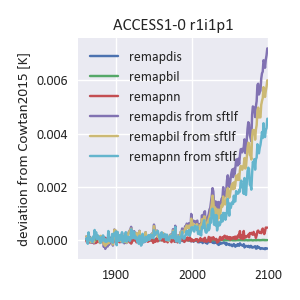 ACCESS1-0 r1i1p1
deviation from Cowtan2015 [K]
0.006
0.004
0.002
0.000
remapdis
remapbil
remapnn
remapdis from sftlf
remapbil from sftlf
remapnn from sftlf
1900
2000
2100